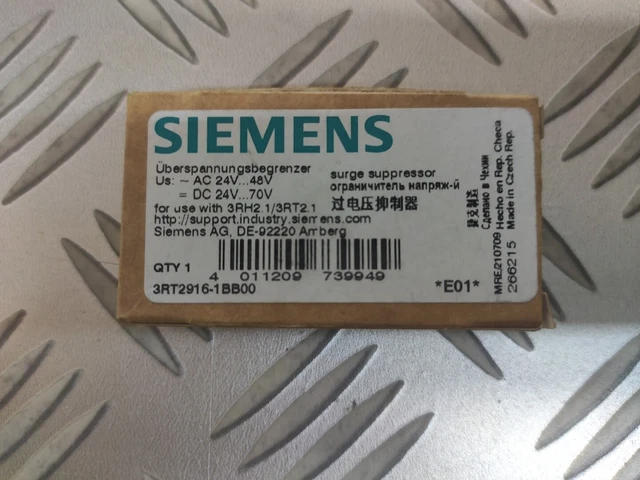 SIEMENS
Überspannungsbegrenzer
Us: ~ AC 24V...48V
= DC 24V...70V
for use with 3RH2.1/3RT2.1
http://support.industry.siemens.com
Siemens AG, DE-92220 Amberg
surge suppressor
ограничитель напряж-й
过电压抑制器
QTY 1
4 011209 739949
3RT2916-1BB00
*E01*
捷克制造
Сделано в Чехии
MRE/210709 Hecho en Rep. Checa
266215 Made in Czech Rep.